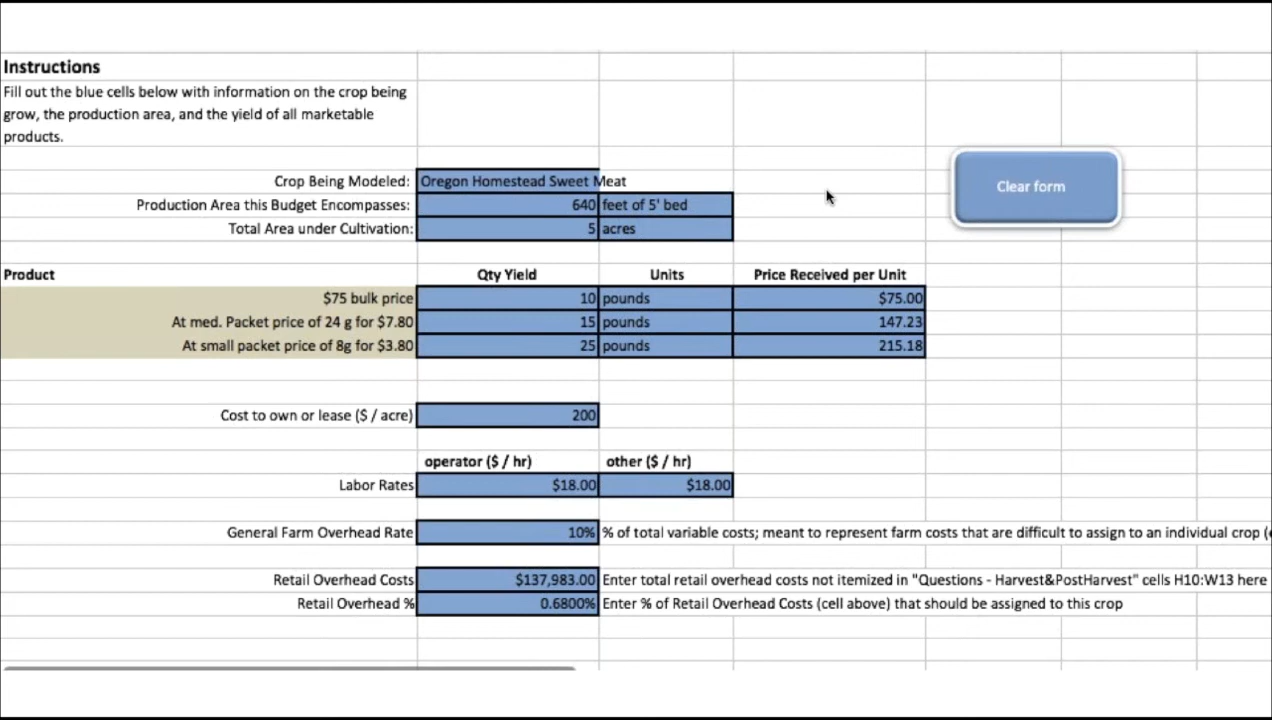 Instructions
Fill out the blue cells below with information on the crop being
grow, the production area, and the yield of all marketable
products.
Crop Being Modeled: Oregon Homestead Sweet Meat
Clear form
Production Area this Budget Encompasses: 640 feet of 5' bed
Total Area under Cultivation: 5 acres
Product Qty Yield Units Price Received per Unit
$75 bulk price 10 pounds $75.00
At med. Packet price of 24 g for $7.80 15 pounds 147.23
At small packet price of 8g for $3.80 25 pounds 215.18
Cost to own or lease ($ / acre) 200
operator ($ / hr) other ($ / hr)
Labor Rates $18.00 $18.00
General Farm Overhead Rate 10% % of total variable costs; meant to represent farm costs that are difficult to assign to an individual crop (
Retail Overhead Costs $137,983.00 Enter total retail overhead costs not itemized in "Questions - Harvest&PostHarvest" cells H10:W13 here
Retail Overhead % 0.6800% Enter % of Retail Overhead Costs (cell above) that should be assigned to this crop